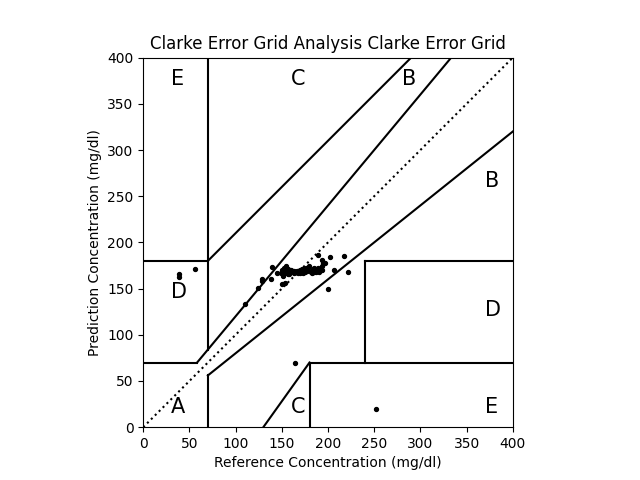 Clarke Error Grid Analysis Clarke Error Grid
400
350
300
250
200
150
100
50
0
Prediction Concentration (mg/dl)
E
C
B
B
D
D
A
C
E
0
50
100
150
200
250
300
350
400
Reference Concentration (mg/dl)